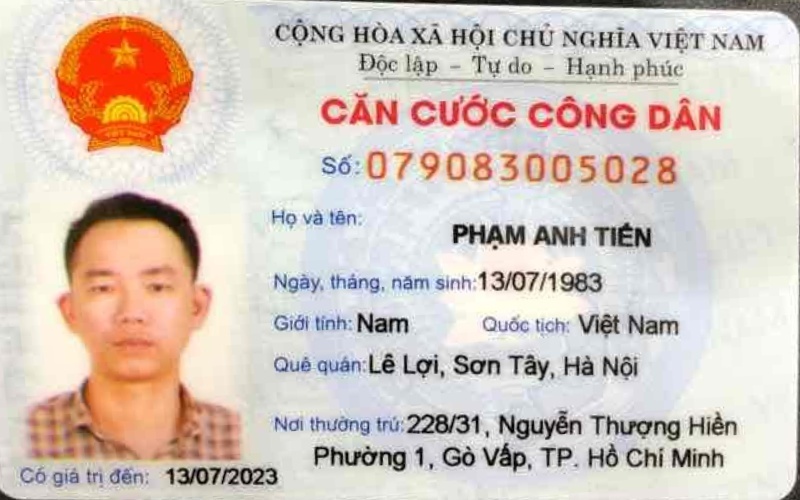 CỘNG HÒA XÃ HỘI CHỦ NGHĨA VIỆT NAM
Độc lập – Tự do – Hạnh phúc
CĂN CƯỚC CÔNG DÂN
Số: 079083005028
Họ và tên:
PHẠM ANH TIẾN
Ngày, tháng, năm sinh: 13/07/1983
Giới tính: Nam Quốc tịch: Việt Nam
Quê quán: Lê Lợi, Sơn Tây, Hà Nội
Nơi thường trú: 228/31, Nguyễn Thượng Hiền
Phường 1, Gò Vấp, TP. Hồ Chí Minh
Có giá trị đến: 13/07/2023